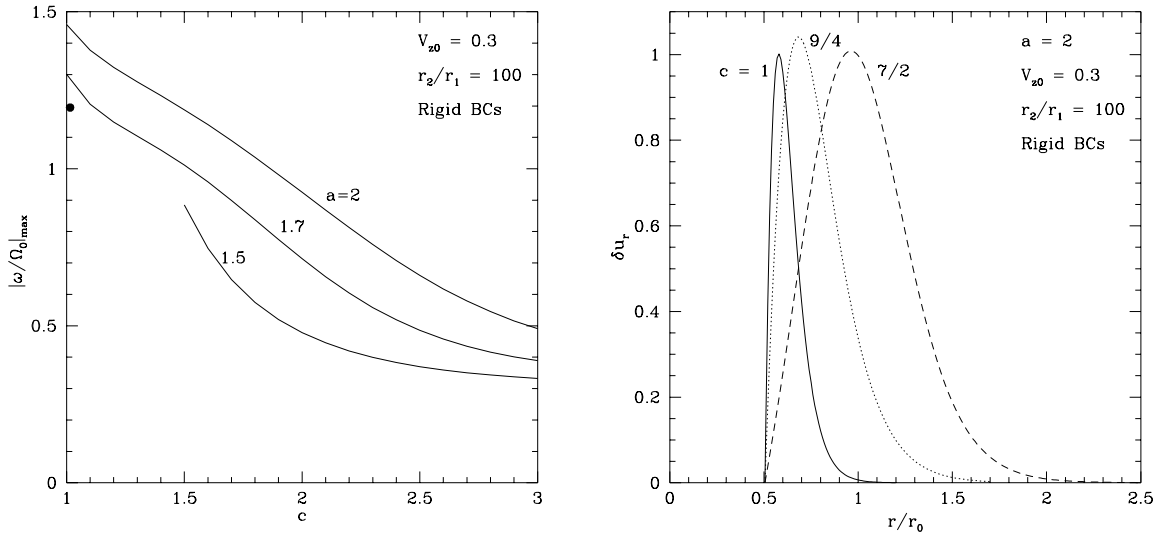 1.5
1
0.5
0
1
1.5
2
2.5
3
c
|ω/Ω₀|max
V_z0 = 0.3
r₂/r₁ = 100
Rigid BCs
a=2
1.7
1.5
1
0.8
0.6
0.4
0.2
0
0
0.5
1
1.5
2
2.5
r/r₀
δu_r
c = 1
9/4
7/2
a = 2
V_z0 = 0.3
r₂/r₁ = 100
Rigid BCs